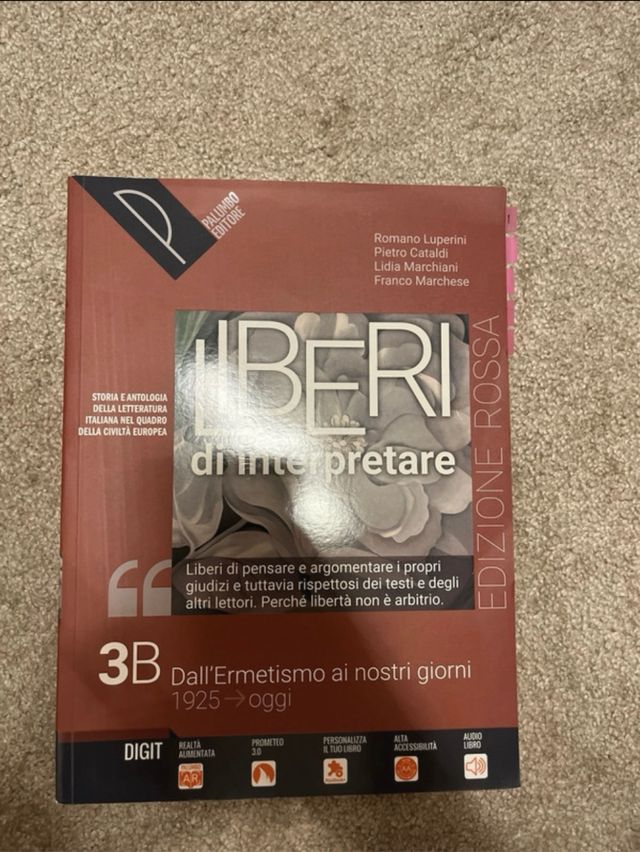 PALUMBO
EDITORE
Romano Luperini
Pietro Cataldi
Lidia Marchiani
Franco Marchese
LIBERI
di interpretare
STORIA E ANTOLOGIA
DELLA LETTERATURA
ITALIANA NEL QUADRO
DELLA CIVILTÀ EUROPEA
EDIZIONE ROSSA
Liberi di pensare e argomentare i propri
giudizi e tuttavia rispettosi dei testi e degli
altri lettori. Perché libertà non è arbitrio.
3B Dall'Ermetismo ai nostri giorni
1925 → oggi
DIGIT
REALTÀ
AUMENTATA
PALUMBO
AR
PROMETEO
3.0
PERSONALIZZA
IL TUO LIBRO
ALTA
ACCESSIBILITÀ
AUDIO
LIBRO